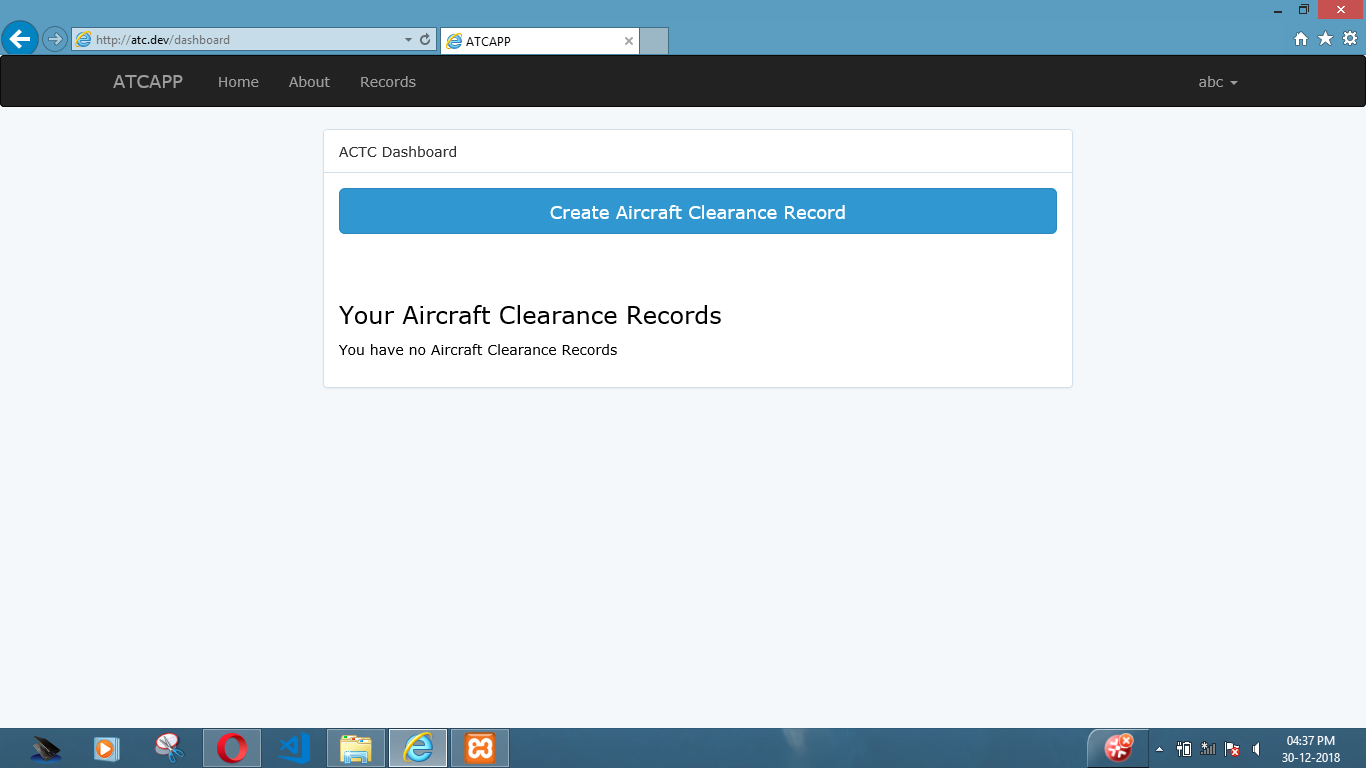 http://atc.dev/dashboard
ATCAPP
ATCAPP Home About Records abc
ACTC Dashboard
Create Aircraft Clearance Record
Your Aircraft Clearance Records
You have no Aircraft Clearance Records
04:37 PM
30-12-2018